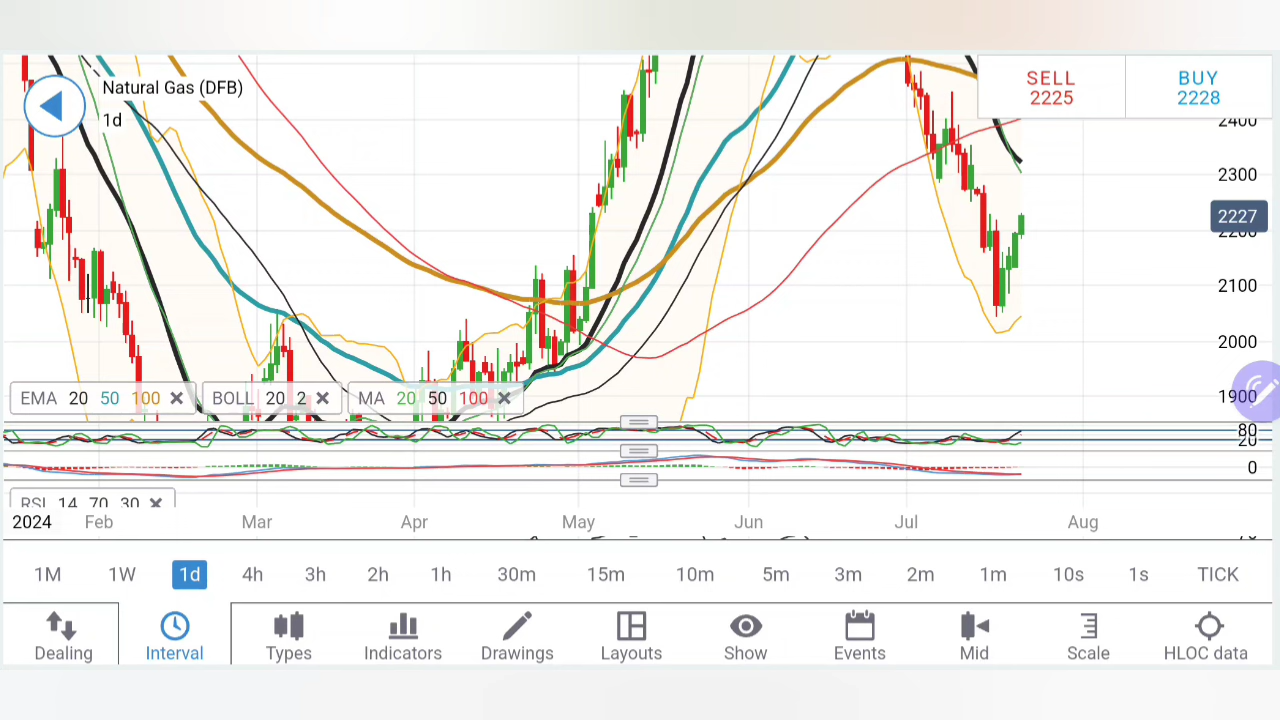 Natural Gas (DFB)
1d
SELL
2225
BUY
2228
2400
2300
2227
2200
2100
2000
1900
EMA 20 50 100
BOLL 20 2
MA 20 50 100
80
20
0
RSI 14 70 30
2024 Feb Mar Apr May Jun Jul Aug
1M 1W 1d 4h 3h 2h 1h 30m 15m 10m 5m 3m 2m 1m 10s 1s TICK
Dealing Interval Types Indicators Drawings Layouts Show Events Mid Scale HLOC data